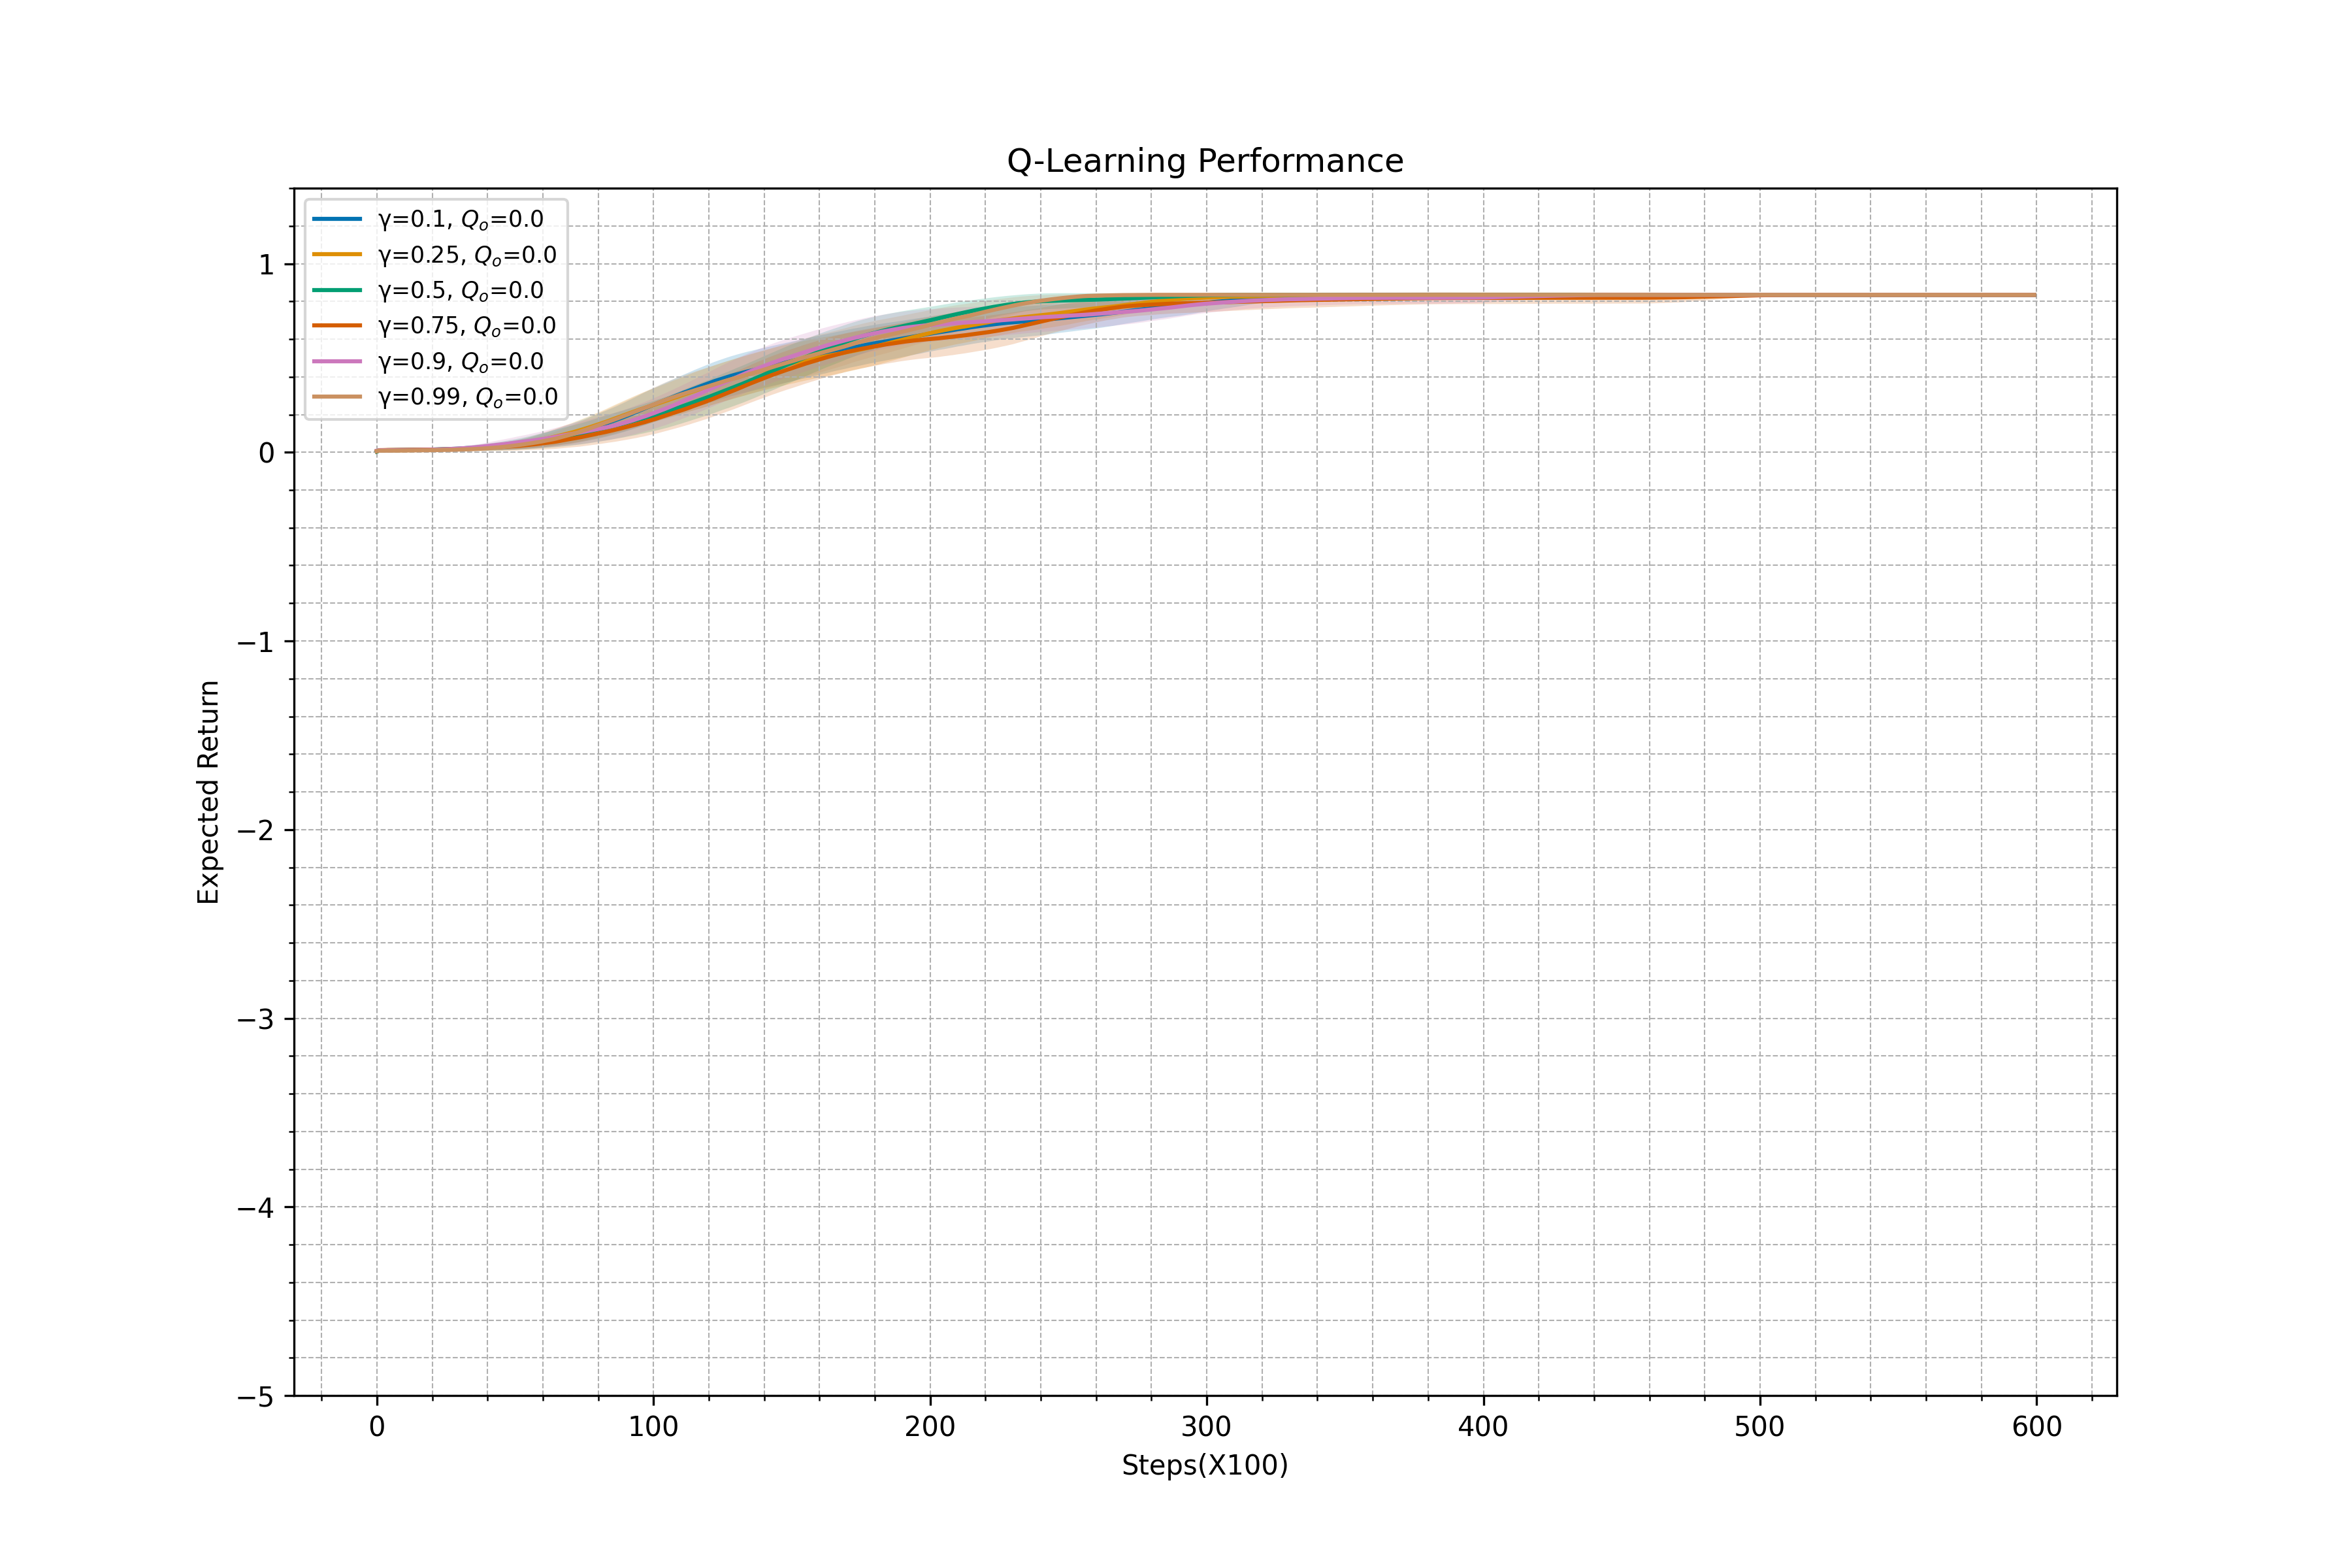 Q-Learning Performance
γ=0.1, Qo=0.0
γ=0.25, Qo=0.0
γ=0.5, Qo=0.0
γ=0.75, Qo=0.0
γ=0.9, Qo=0.0
γ=0.99, Qo=0.0
Expected Return
1
0
−1
−2
−3
−4
−5
0 100 200 300 400 500 600
Steps(X100)